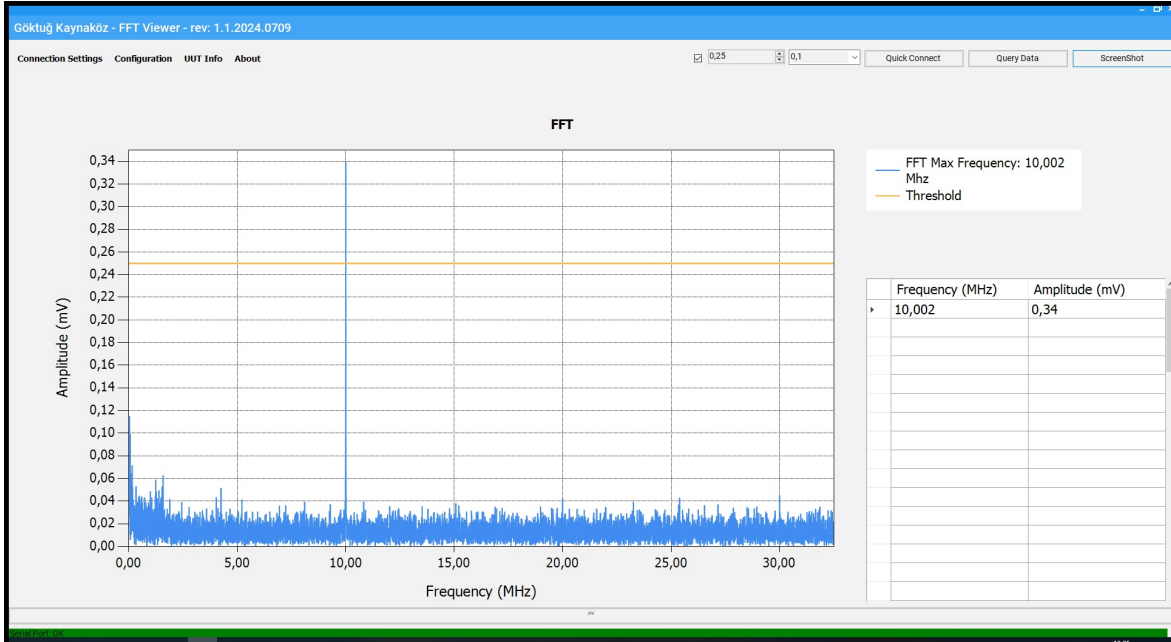 Göktuğ Kaynaköz - FFT Viewer - rev: 1.1.2024.0709
Connection Settings Configuration UUT Info About 0,25 0,1 Quick Connect Query Data ScreenShot
FFT
0,34
0,32
0,30
0,28
0,26
0,24
0,22
0,20
0,18
0,16
0,14
0,12
0,10
0,08
0,06
0,04
0,02
0,00
Amplitude (mV)
0,00 5,00 10,00 15,00 20,00 25,00 30,00
Frequency (MHz)
FFT Max Frequency: 10,002
Mhz
Threshold
Frequency (MHz) Amplitude (mV)
10,002 0,34
Serial Port: OK